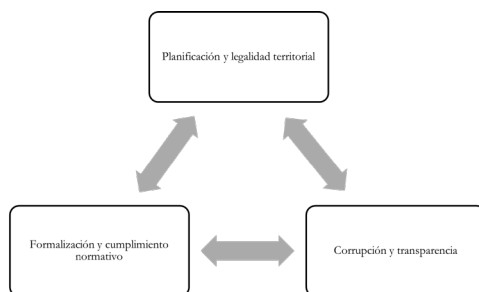 Planificación y legalidad territorial
Formalización y cumplimiento
normativo
Corrupción y transparencia